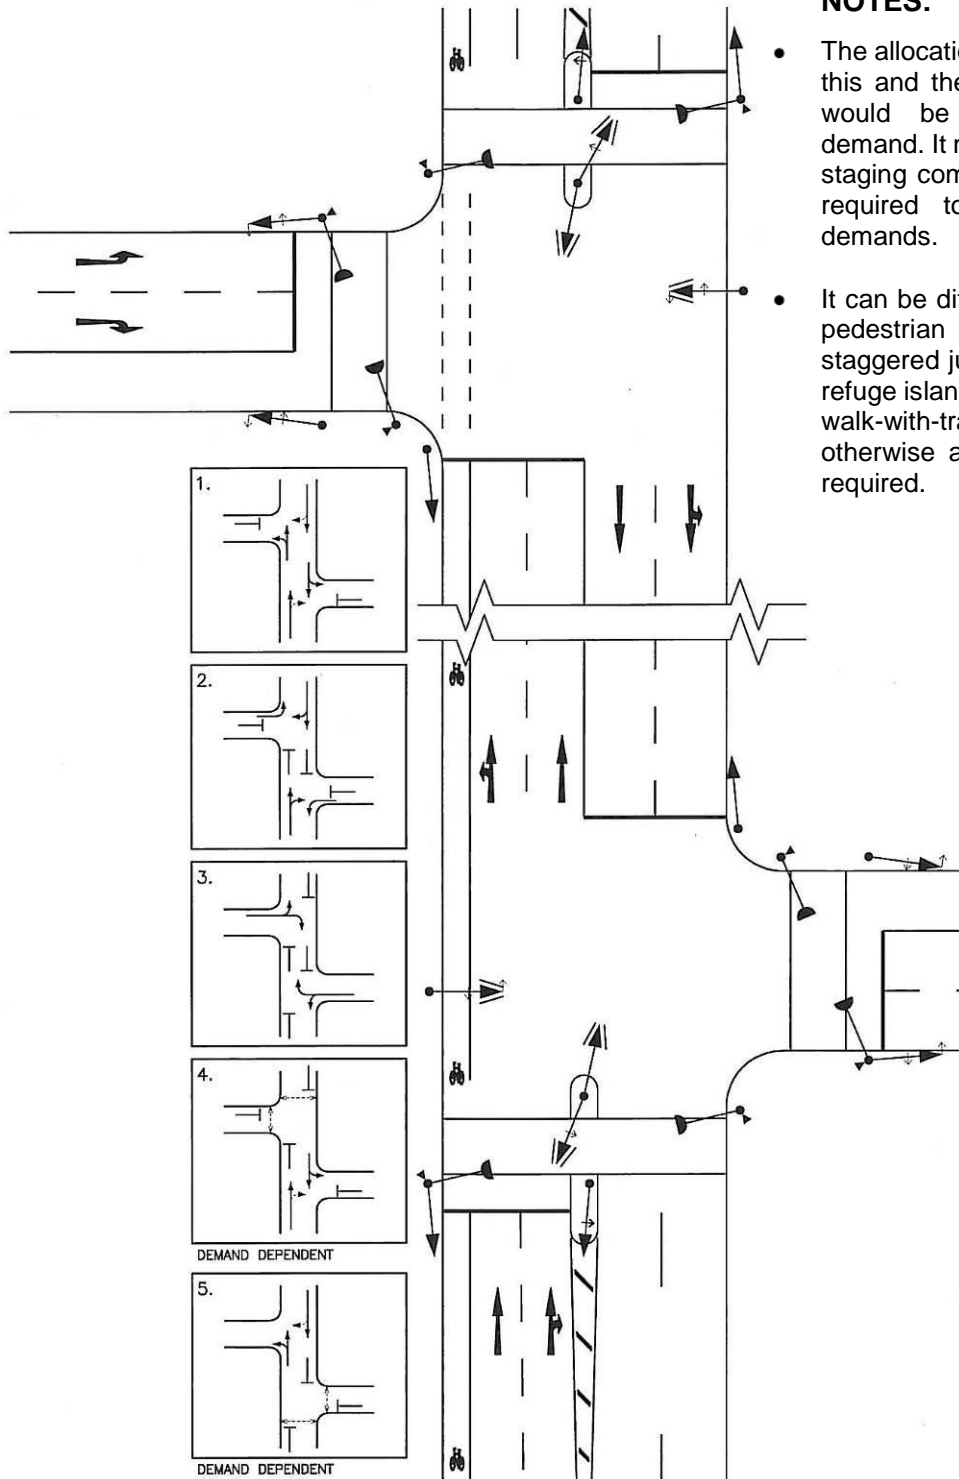 NOTES:
• The allocatio
this and the
would be
demand. It r
staging com
required to
demands.
• It can be dif
pedestrian
staggered ju
refuge islan
walk-with-tra
otherwise a
required.
1.
2.
3.
4.
DEMAND DEPENDENT
5.
DEMAND DEPENDENT